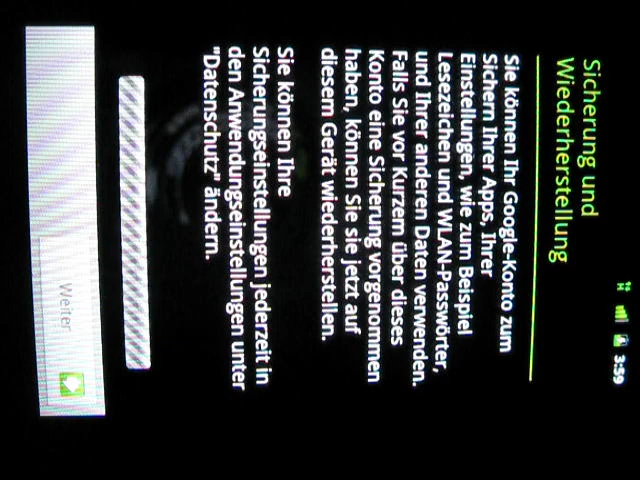 H 3:59
Sicherung und
Wiederherstellung
Sie können Ihr Google-Konto zum
Sichern Ihrer Apps, Ihrer
Einstellungen, wie zum Beispiel
Lesezeichen und WLAN-Passwörter,
und Ihrer anderen Daten verwenden.
Falls Sie vor Kurzem über dieses
Konto eine Sicherung vorgenommen
haben, können Sie sie jetzt auf
diesem Gerät wiederherstellen.
Sie können Ihre
Sicherungseinstellungen jederzeit in
den Anwendungseinstellungen unter
"Datenschutz" ändern.
Weiter